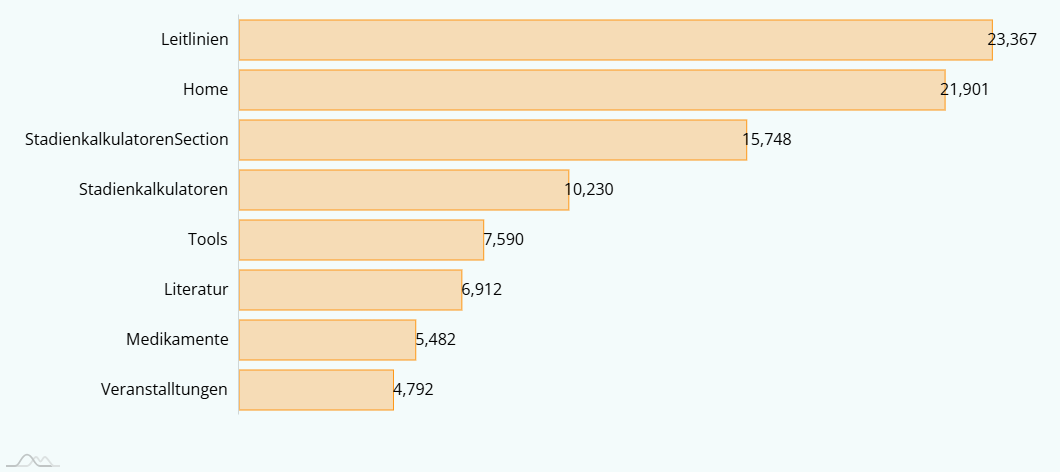 Leitlinien 23,367
Home 21,901
StadienkalkulatorenSection 15,748
Stadienkalkulatoren 10,230
Tools 7,590
Literatur 6,912
Medikamente 5,482
Veranstalltungen 4,792